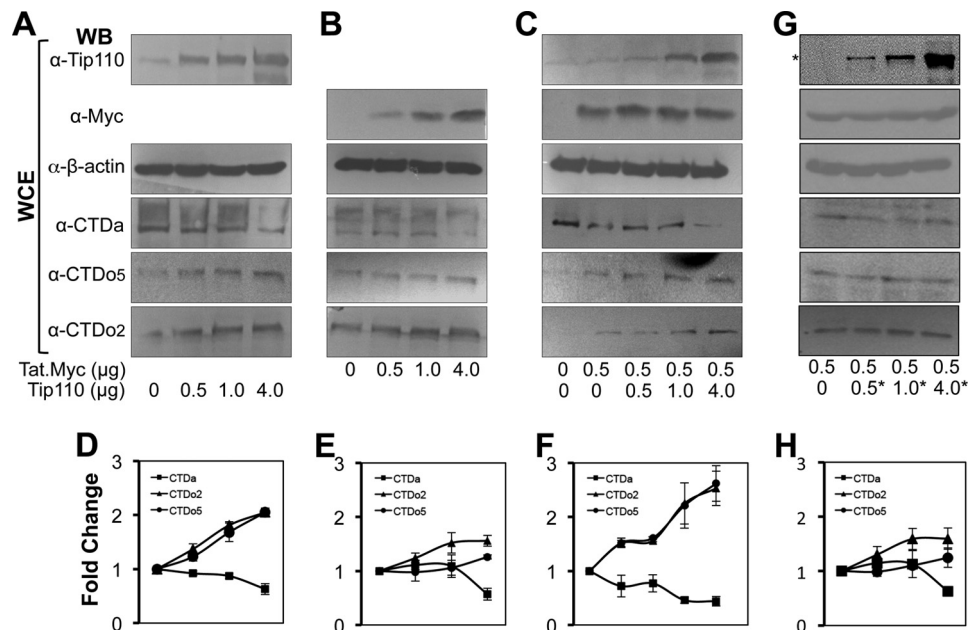 A B C G
WB
α-Tip110 *
α-Myc
α-β-actin
WCE
α-CTDa
α-CTDo5
α-CTDo2
Tat.Myc (μg) 0 0.5 1.0 4.0 0 0.5 0.5 0.5 0.5 0.5 0.5 0.5 0.5
Tip110 (μg) 0 0.5 1.0 4.0 0 0 0.5 1.0 4.0 0 0.5* 1.0* 4.0*
D E F H
Fold Change
3
2
1
0
CTDa
CTDo2
CTDo5
3
2
1
0
CTDa
CTDo2
CTDo5
3
2
1
0
CTDa
CTDo2
CTDo5
3
2
1
0
CTDa
CTDo2
CTDo5